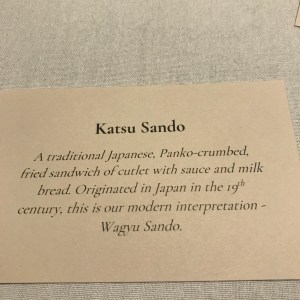 Katsu Sando
A traditional Japanese, Panko-crumbed,
fried sandwich of cutlet with sauce and milk
bread. Originated in Japan in the 19th
century, this is our modern interpretation -
Wagyu Sando.